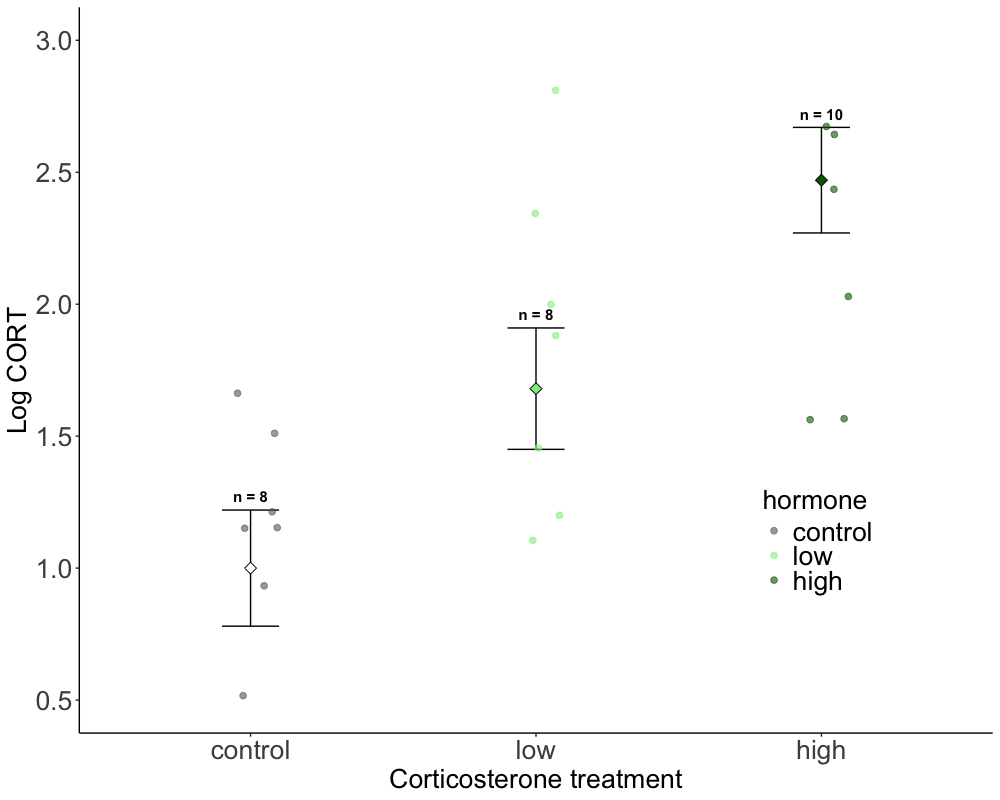 3.0
2.5
2.0
1.5
1.0
0.5
Log CORT
n = 8
n = 8
n = 10
hormone
control
low
high
control
low
high
Corticosterone treatment